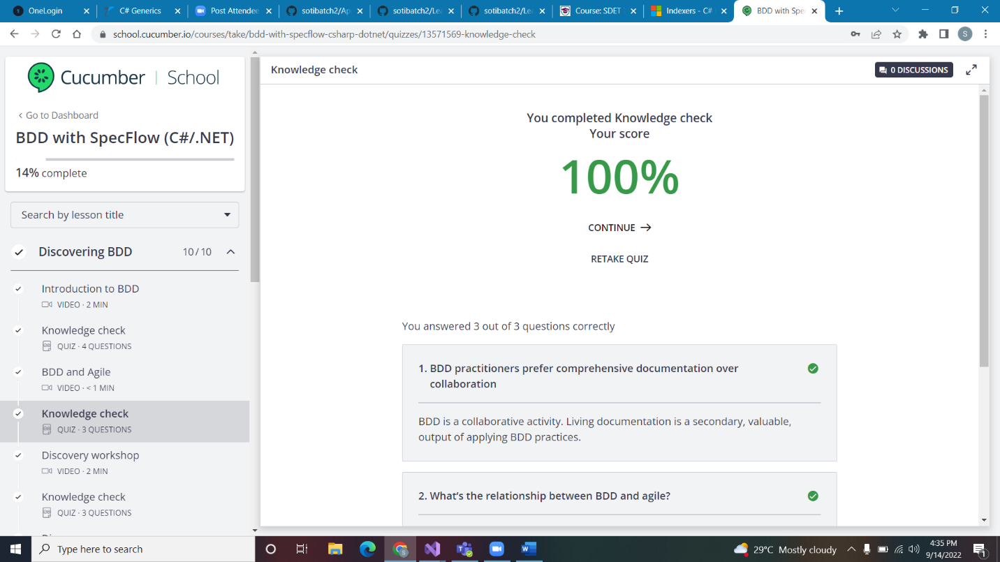 OneLogin
C# Generics
Post Attendee
sotibatch2/Ap
sotibatch2/Lea
sotibatch2/Le
Course: SDET
Indexers - C#
BDD with Spec
school.cucumber.io/courses/take/bdd-with-specflow-csharp-dotnet/quizzes/13571569-knowledge-check
S
Cucumber | School
Go to Dashboard
BDD with SpecFlow (C#/.NET)
14% complete
Search by lesson title
Discovering BDD 10 / 10
Introduction to BDD
VIDEO · 2 MIN
Knowledge check
QUIZ · 4 QUESTIONS
BDD and Agile
VIDEO · < 1 MIN
Knowledge check
QUIZ · 3 QUESTIONS
Discovery workshop
VIDEO · 2 MIN
Knowledge check
QUIZ · 3 QUESTIONS
Knowledge check
0 DISCUSSIONS
You completed Knowledge check
Your score
100%
CONTINUE →
RETAKE QUIZ
You answered 3 out of 3 questions correctly
1. BDD practitioners prefer comprehensive documentation over
collaboration
BDD is a collaborative activity. Living documentation is a secondary, valuable,
output of applying BDD practices.
2. What's the relationship between BDD and agile?
Type here to search
29°C Mostly cloudy
4:35 PM
9/14/2022
1